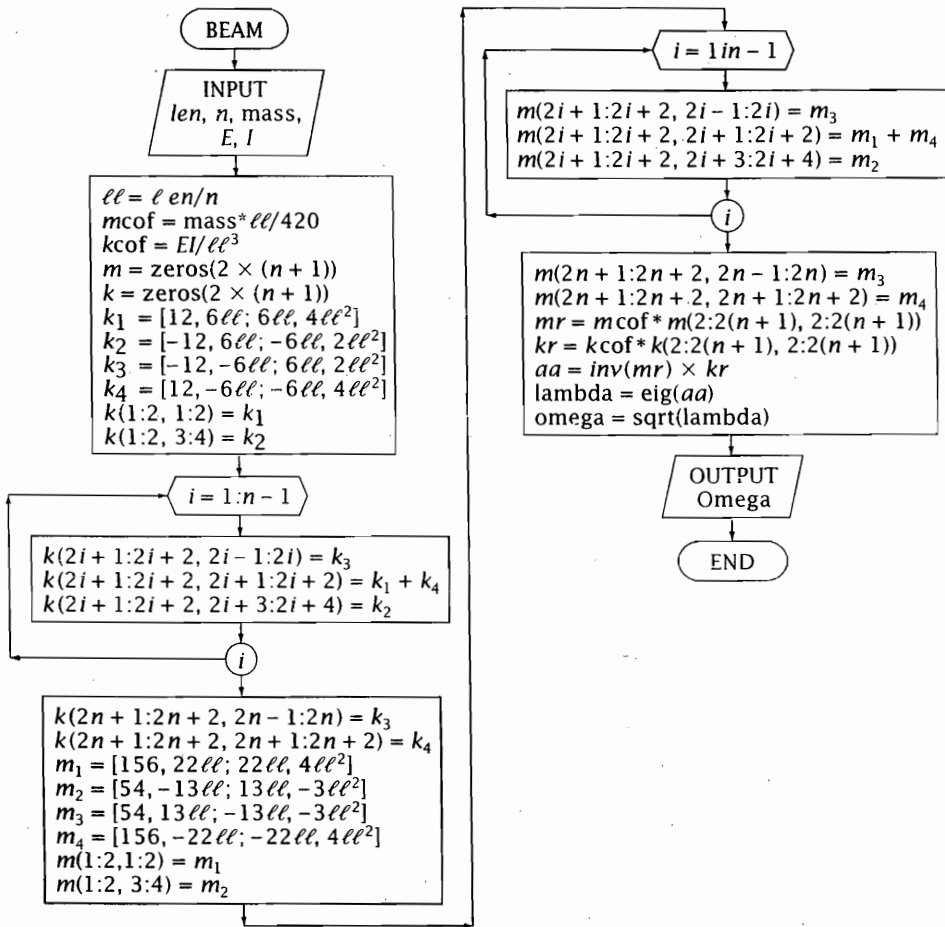 BEAM
INPUT
len, n, mass,
E, I
ℓℓ = ℓ en/n
mcof = mass*ℓℓ/420
kcof = EI/ℓℓ³
m = zeros(2 × (n + 1))
k = zeros(2 × (n + 1))
k₁ = [12, 6ℓℓ; 6ℓℓ, 4ℓℓ²]
k₂ = [-12, 6ℓℓ; -6ℓℓ, 2ℓℓ²]
k₃ = [-12, -6ℓℓ; 6ℓℓ, 2ℓℓ²]
k₄ = [12, -6ℓℓ; -6ℓℓ, 4ℓℓ²]
k(1:2, 1:2) = k₁
k(1:2, 3:4) = k₂
i = 1:n - 1
k(2i + 1:2i + 2, 2i - 1:2i) = k₃
k(2i + 1:2i + 2, 2i + 1:2i + 2) = k₁ + k₄
k(2i + 1:2i + 2, 2i + 3:2i + 4) = k₂
i
k(2n + 1:2n + 2, 2n - 1:2n) = k₃
k(2n + 1:2n + 2, 2n + 1:2n + 2) = k₄
m₁ = [156, 22ℓℓ; 22ℓℓ, 4ℓℓ²]
m₂ = [54, -13ℓℓ; 13ℓℓ, -3ℓℓ²]
m₃ = [54, 13ℓℓ; -13ℓℓ, -3ℓℓ²]
m₄ = [156, -22ℓℓ; -22ℓℓ, 4ℓℓ²]
m(1:2,1:2) = m₁
m(1:2, 3:4) = m₂
i = 1in - 1
m(2i + 1:2i + 2, 2i - 1:2i) = m₃
m(2i + 1:2i + 2, 2i + 1:2i + 2) = m₁ + m₄
m(2i + 1:2i + 2, 2i + 3:2i + 4) = m₂
i
m(2n + 1:2n + 2, 2n - 1:2n) = m₃
m(2n + 1:2n + 2, 2n + 1:2n + 2) = m₄
mr = mcof* m(2:2(n + 1), 2:2(n + 1))
kr = kcof* k(2:2(n + 1), 2:2(n + 1))
aa = inv(mr) × kr
lambda = eig(aa)
omega = sqrt(lambda)
OUTPUT
Omega
END